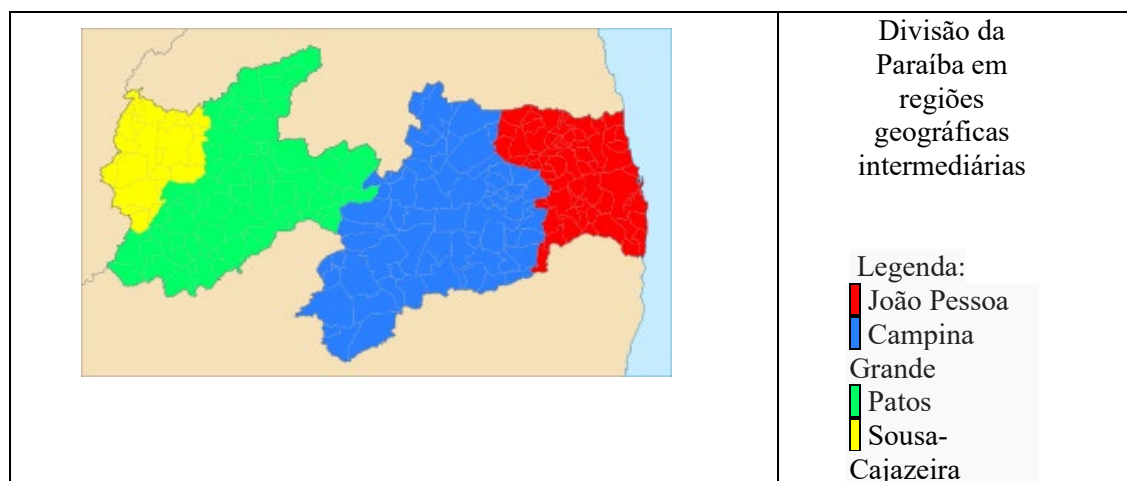 Divisão da
Paraíba em
regiões
geográficas
intermediárias
Legenda:
João Pessoa
Campina
Grande
Patos
Sousa-
Cajazeira